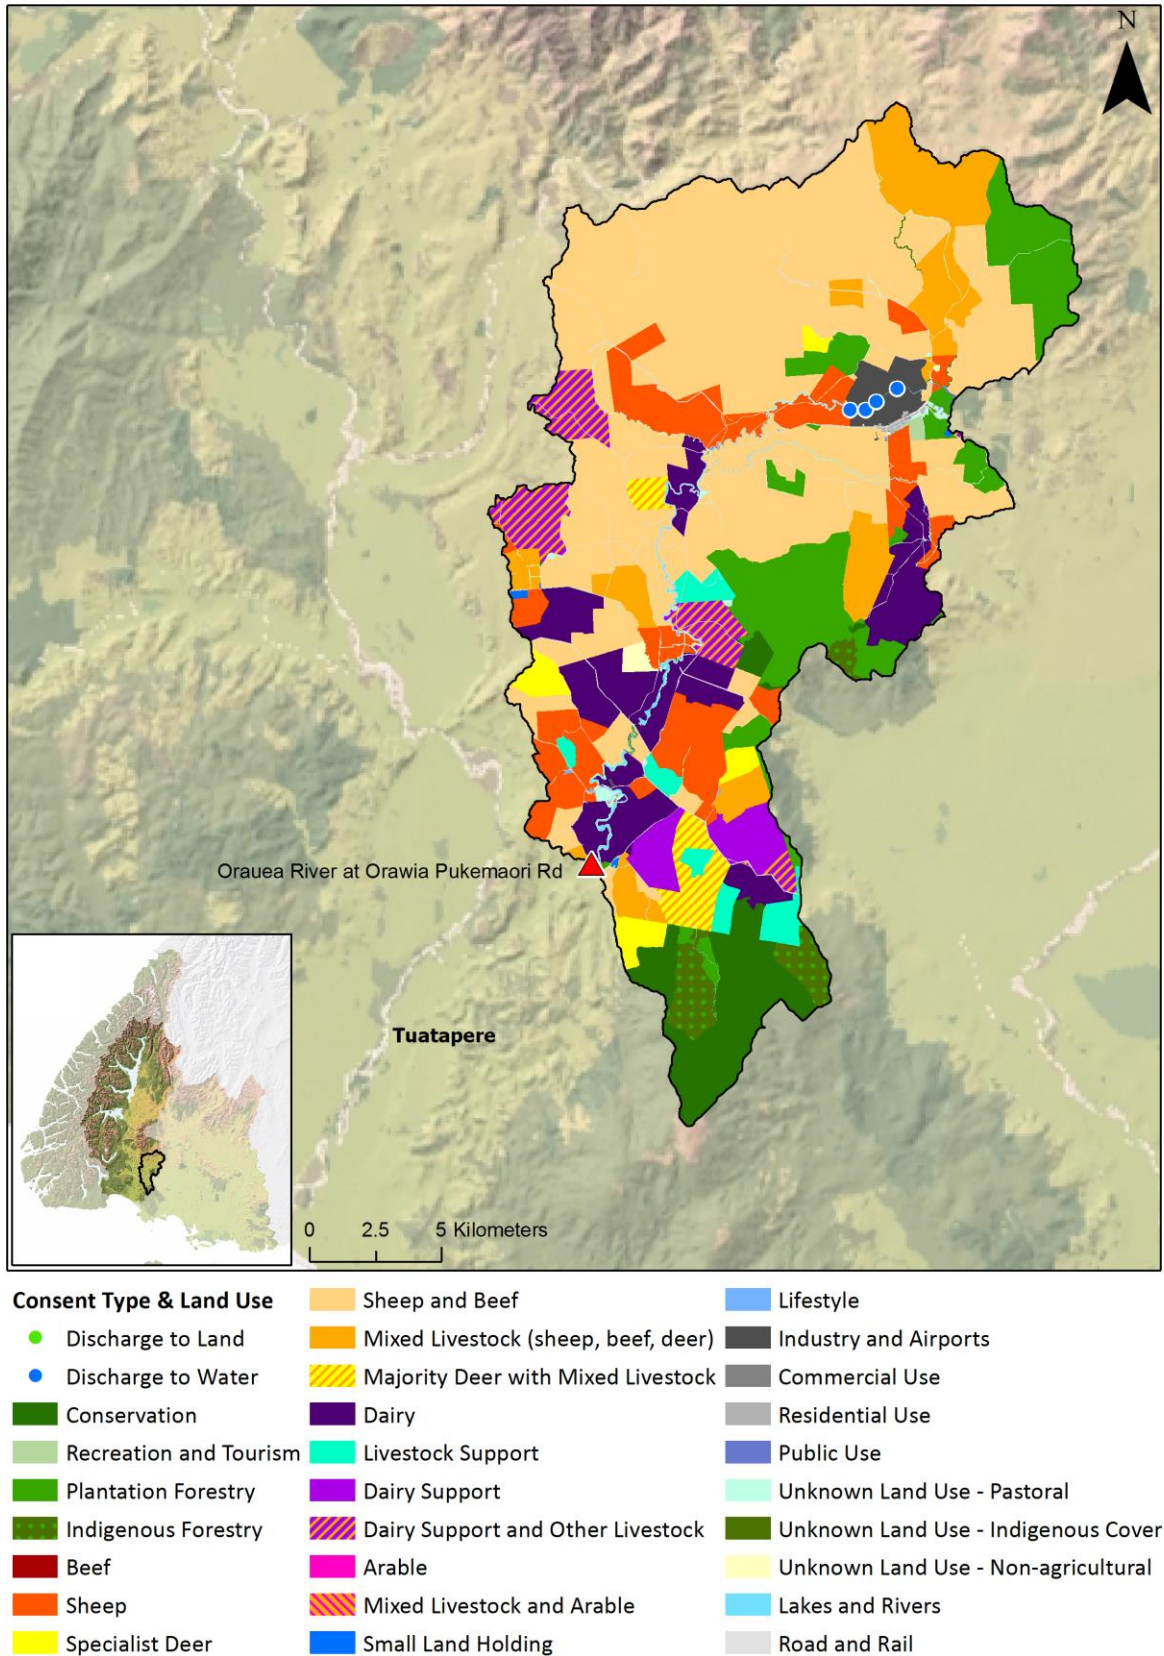 N
Orauea River at Orawia Pukemaori Rd
Tuatapere
0 2.5 5 Kilometers
Consent Type & Land Use
Discharge to Land
Discharge to Water
Conservation
Recreation and Tourism
Plantation Forestry
Indigenous Forestry
Beef
Sheep
Specialist Deer
Sheep and Beef
Mixed Livestock (sheep, beef, deer)
Majority Deer with Mixed Livestock
Dairy
Livestock Support
Dairy Support
Dairy Support and Other Livestock
Arable
Mixed Livestock and Arable
Small Land Holding
Lifestyle
Industry and Airports
Commercial Use
Residential Use
Public Use
Unknown Land Use - Pastoral
Unknown Land Use - Indigenous Cover
Unknown Land Use - Non-agricultural
Lakes and Rivers
Road and Rail